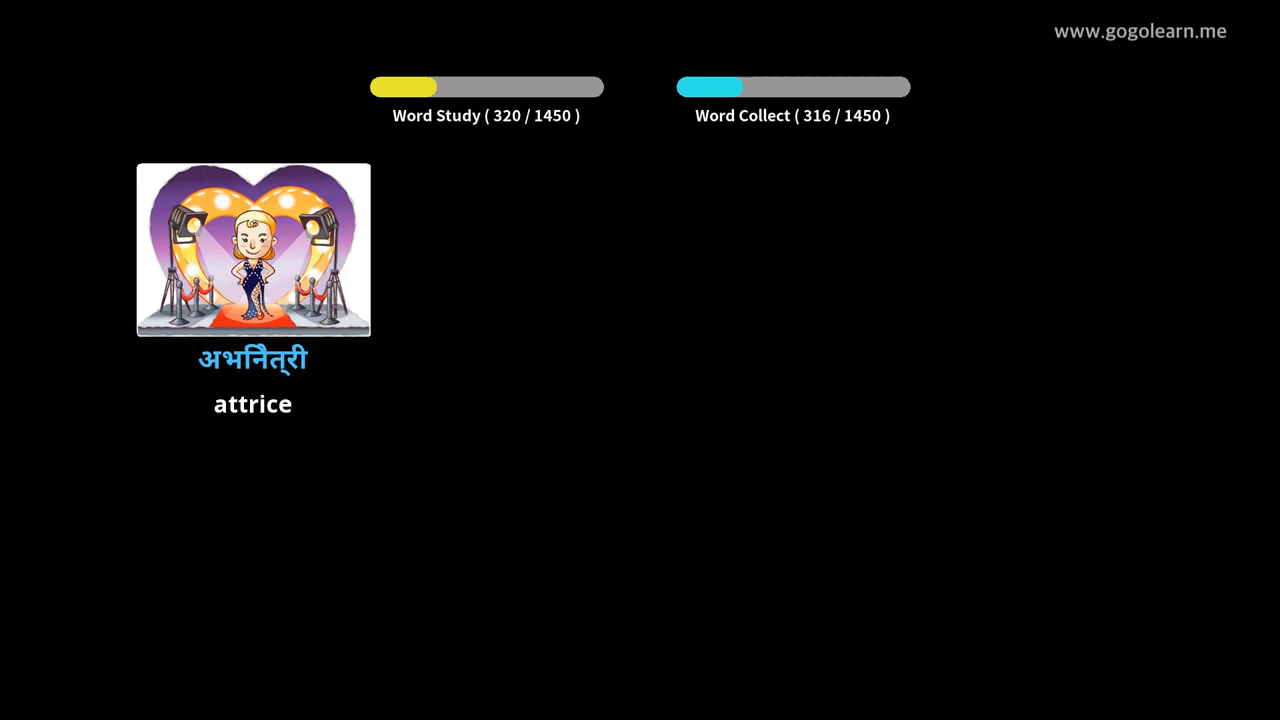 www.gogolearn.me
Word Study ( 320 / 1450 )
Word Collect ( 316 / 1450 )
अभिनेत्री
attrice